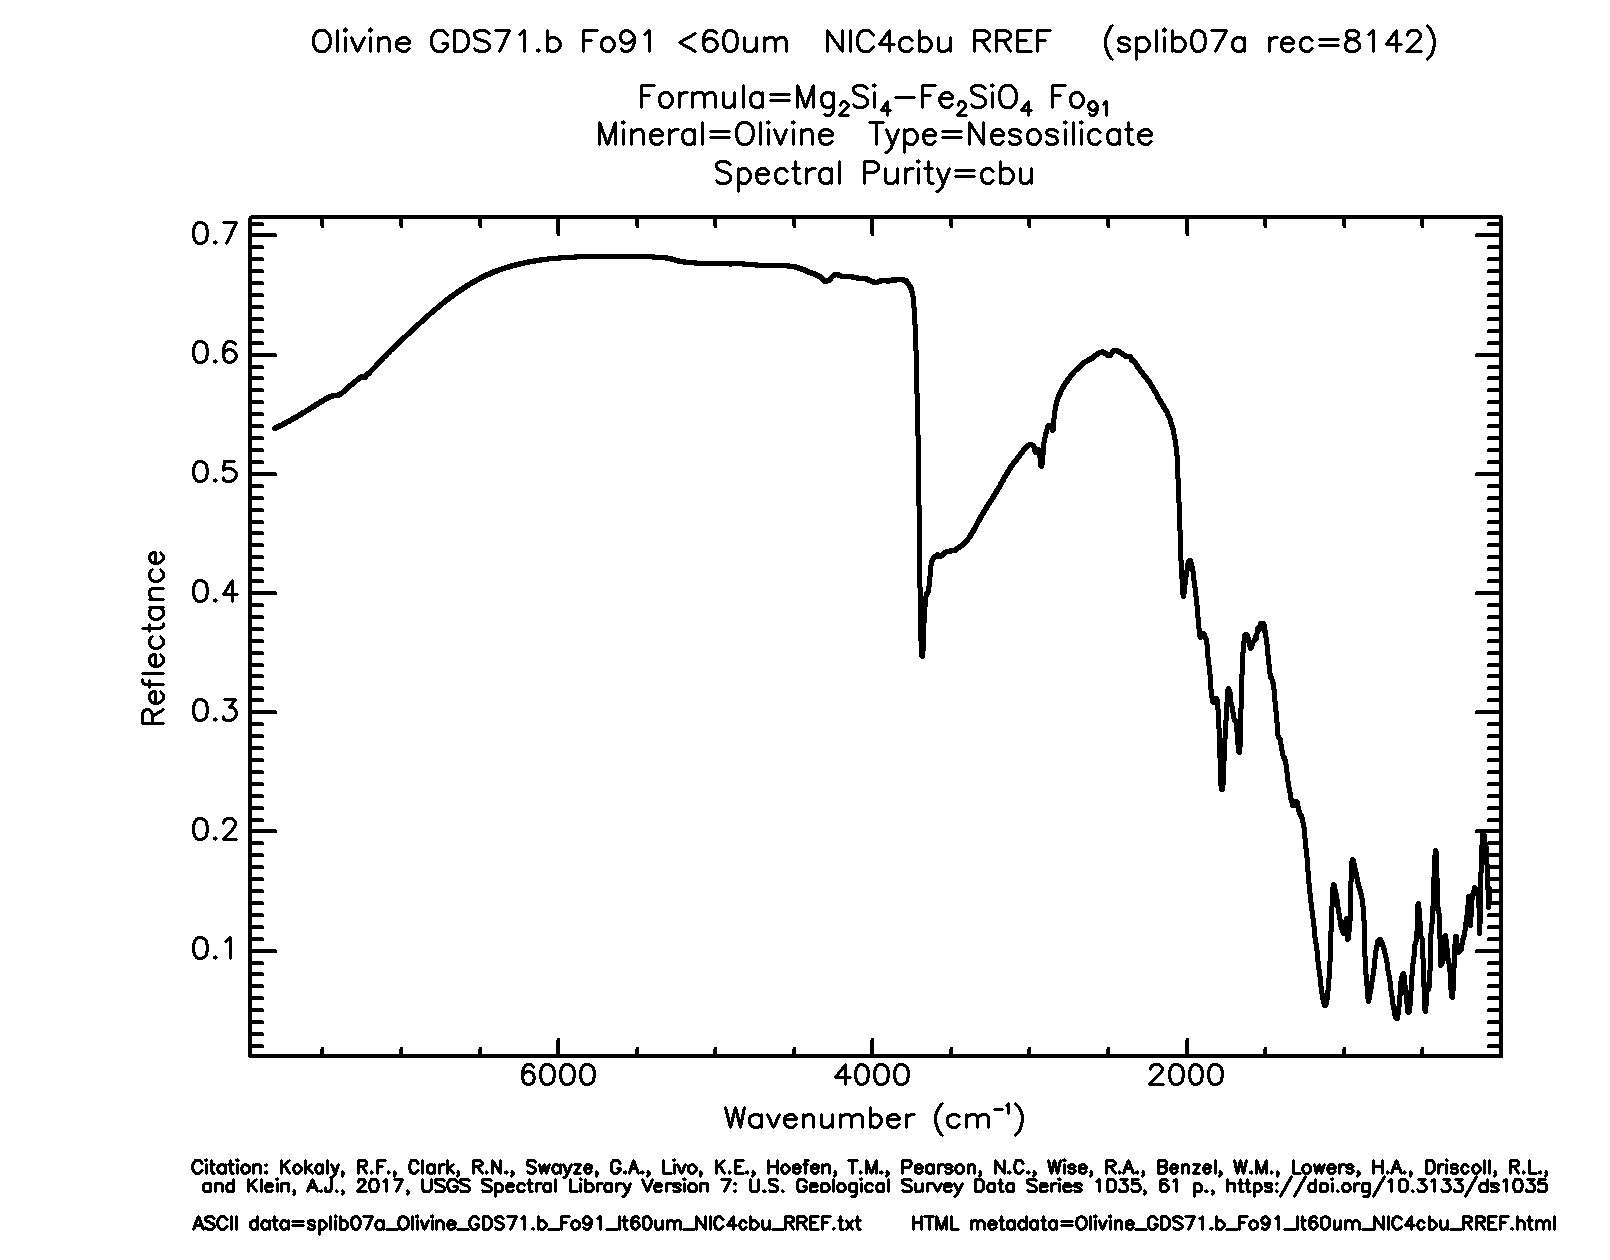 Olivine GDS71.b Fo91 <60um NIC4cbu RREF (splib07a rec=8142)
Formula=Mg₂Si₄−Fe₂SiO₄ Fo₉₁
Mineral=Olivine Type=Nesosilicate
Spectral Purity=cbu
0.7
0.6
0.5
0.4
0.3
0.2
0.1
Reflectance
6000 4000 2000
Wavenumber (cm⁻¹)
Citation: Kokaly, R.F., Clark, R.N., Swayze, G.A., Livo, K.E., Hoefen, T.M., Pearson, N.C., Wise, R.A., Benzel, W.M., Lowers, H.A., Driscoll, R.L.,
and Klein, A.J., 2017, USGS Spectral Library Version 7: U.S. Geological Survey Data Series 1035, 61 p., https://doi.org/10.3133/ds1035
ASCII data=splib07a_Olivine_GDS71.b_Fo91_lt60um_NIC4cbu_RREF.txt HTML metadata=Olivine_GDS71.b_Fo91_lt60um_NIC4cbu_RREF.html